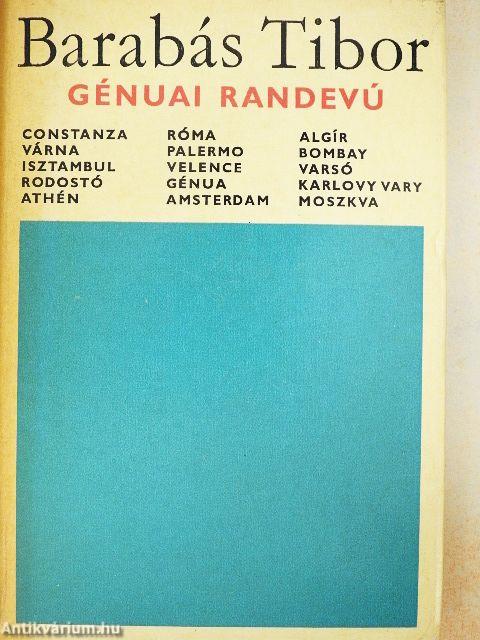 Barabás Tibor
GÉNUAI RANDEVÚ
CONSTANZA
VÁRNA
ISZTAMBUL
RODOSTÓ
ATHÉN
RÓMA
PALERMO
VELENCE
GÉNUA
AMSTERDAM
ALGÍR
BOMBAY
VARSÓ
KARLOVY VARY
MOSZKVA
Antikvárium.hu